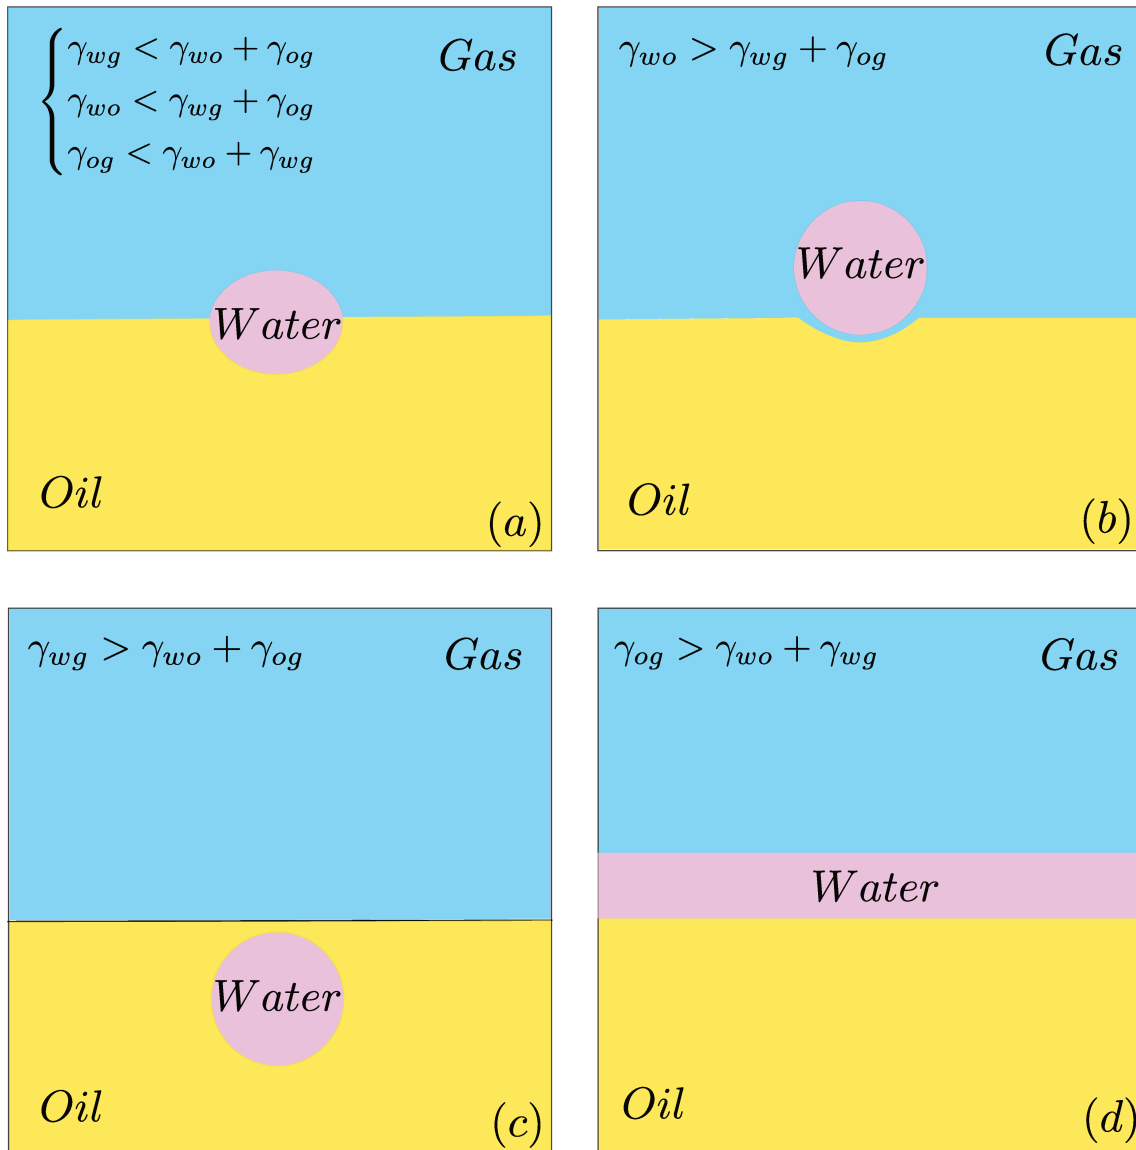 γ_wg < γ_wo + γ_og
γ_wo < γ_wg + γ_og
γ_og < γ_wo + γ_wg
Gas
Water
Oil
(a)
γ_wo > γ_wg + γ_og
Gas
Water
Oil
(b)
γ_wg > γ_wo + γ_og
Gas
Water
Oil
(c)
γ_og > γ_wo + γ_wg
Gas
Water
Oil
(d)